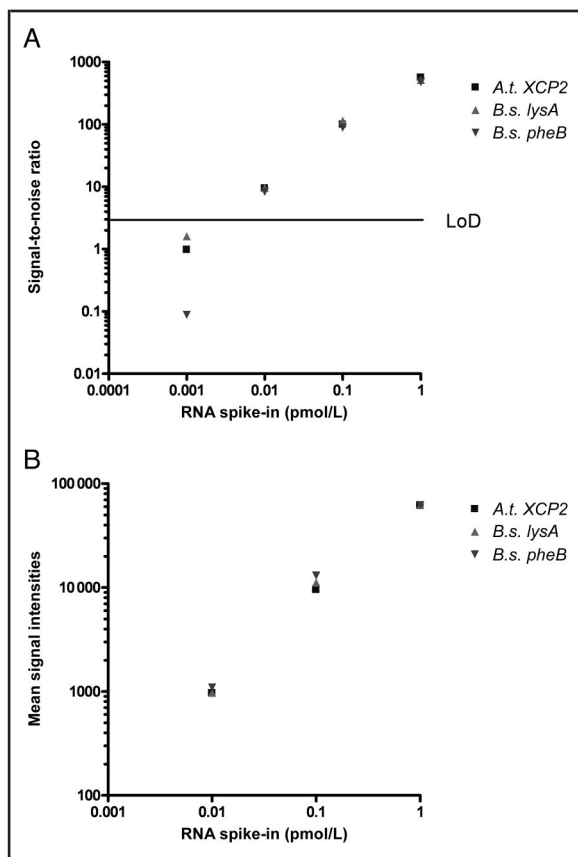 A
Signal-to-noise ratio
1000
100
10
1
0.1
0.01
LoD
A.t. XCP2
B.s. lysA
B.s. pheB
0.0001 0.001 0.01 0.1 1
RNA spike-in (pmol/L)
B
Mean signal intensities
100 000
10 000
1000
100
A.t. XCP2
B.s. lysA
B.s. pheB
0.001 0.01 0.1 1
RNA spike-in (pmol/L)